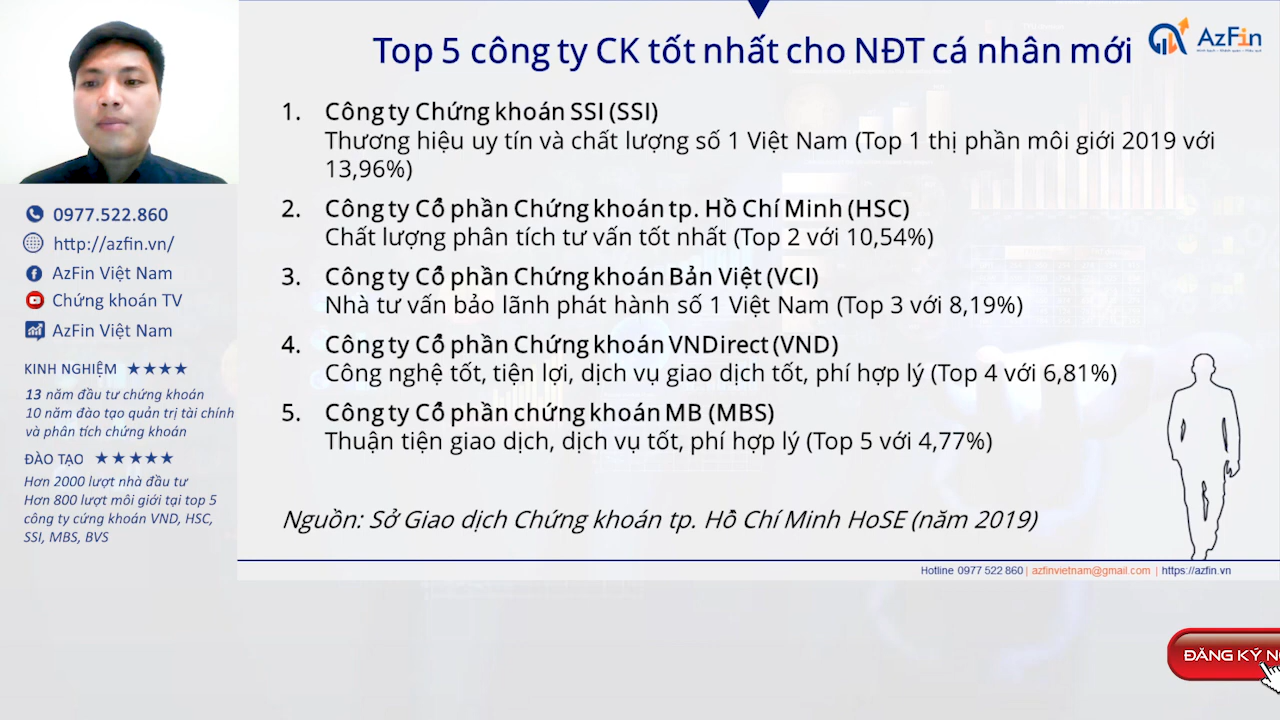 Top 5 công ty CK tốt nhất cho NĐT cá nhân mới
AzFin
1. Công ty Chứng khoán SSI (SSI)
Thương hiệu uy tín và chất lượng số 1 Việt Nam (Top 1 thị phần môi giới 2019 với
13,96%)
2. Công ty Cổ phần Chứng khoán tp. Hồ Chí Minh (HSC)
Chất lượng phân tích tư vấn tốt nhất (Top 2 với 10,54%)
3. Công ty Cổ phần Chứng khoán Bản Việt (VCI)
Nhà tư vấn bảo lãnh phát hành số 1 Việt Nam (Top 3 với 8,19%)
4. Công ty Cổ phần Chứng khoán VNDirect (VND)
Công nghệ tốt, tiện lợi, dịch vụ giao dịch tốt, phí hợp lý (Top 4 với 6,81%)
5. Công ty Cổ phần chứng khoán MB (MBS)
Thuận tiện giao dịch, dịch vụ tốt, phí hợp lý (Top 5 với 4,77%)
Nguồn: Sở Giao dịch Chứng khoán tp. Hồ Chí Minh HoSE (năm 2019)
Hotline 0977 522 860 | azfinvietnam@gmail.com | https://azfin.vn
0977.522.860
http://azfin.vn/
AzFin Việt Nam
Chứng khoán TV
AzFin Việt Nam
KINH NGHIỆM ★★★★
13 năm đầu tư chứng khoán
10 năm đào tạo quản trị tài chính
và phân tích chứng khoán
ĐÀO TẠO ★★★★★
Hơn 2000 lượt nhà đầu tư
Hơn 800 lượt môi giới tại top 5
công ty cứng khoán VND, HSC,
SSI, MBS, BVS
ĐĂNG KÝ